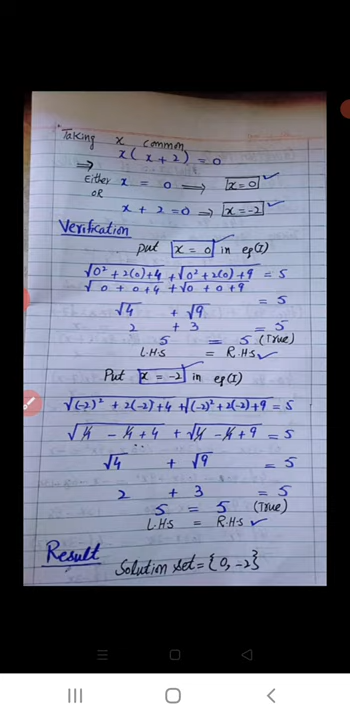 Taking x common
x(x+2) = 0
⇒
Either x = 0 ⟹ x=0 ✓
OR
x + 2 = 0 ⇒ x=-2 ✓
Verification
put x = 0 in eq(I)
√0² + 2(0)+4 + √0² + 2(0) + 9 = 5
√0 + 0+4 + √0 + 0+9
= 5
√4 + √9
2 + 3 = 5
5 = 5 (True)
L.H.S = R.H.S ✓
Put x = -2 in eq(I)
√(-2)² + 2(-2)+4 + √(-2)² + 2(-2)+9 = 5
√4 - 4 + 4 + √4 - 4 + 9 = 5
√4 + √9 = 5
2 + 3 = 5
5 = 5 (True)
L.H.S = R.H.S ✓
Result
Solution set = {0, -2}